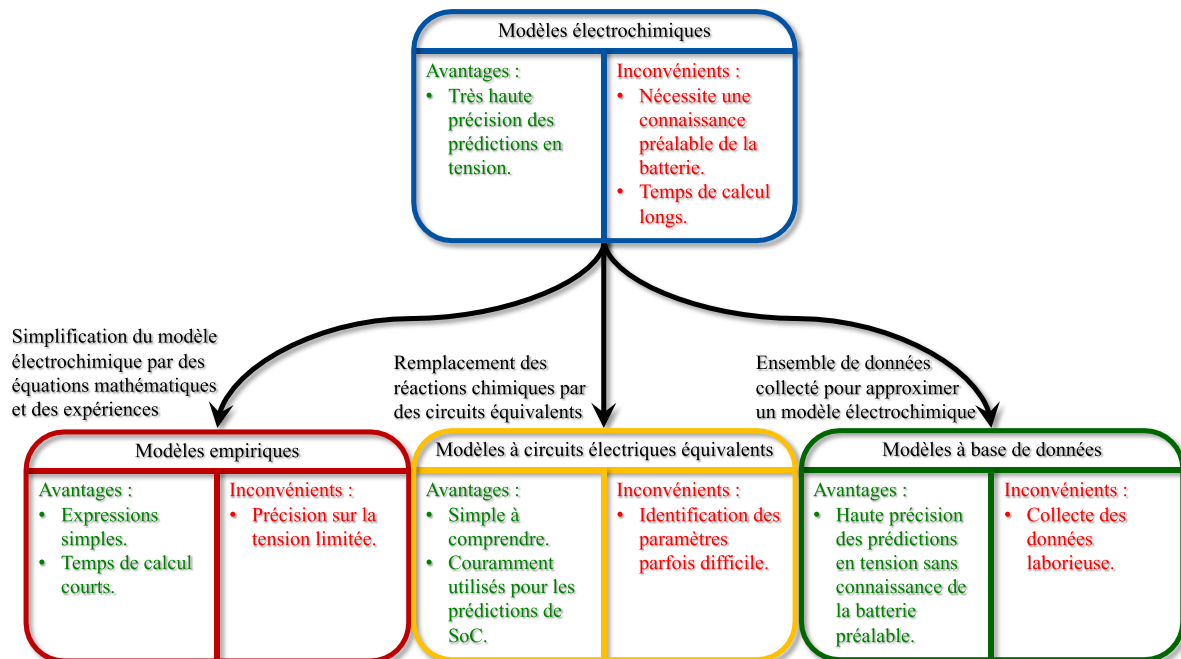 Modèles électrochimiques
Avantages :
• Très haute
précision des
prédictions en
tension.
Inconvénients :
• Nécessite une
connaissance
préalable de la
batterie.
• Temps de calcul
longs.
Simplification du modèle
électrochimique par des
équations mathématiques
et des expériences
Remplacement des
réactions chimiques par
des circuits équivalents
Ensemble de données
collecté pour approximer
un modèle électrochimique
Modèles empiriques
Avantages :
• Expressions
simples.
• Temps de calcul
courts.
Inconvénients :
• Précision sur la
tension limitée.
Modèles à circuits électriques équivalents
Avantages :
• Simple à
comprendre.
• Couramment
utilisés pour les
prédictions de
SoC.
Inconvénients :
• Identification des
paramètres
parfois difficile.
Modèles à base de données
Avantages :
• Haute précision
des prédictions
en tension sans
connaissance de
la batterie
préalable.
Inconvénients :
• Collecte des
données
laborieuse.